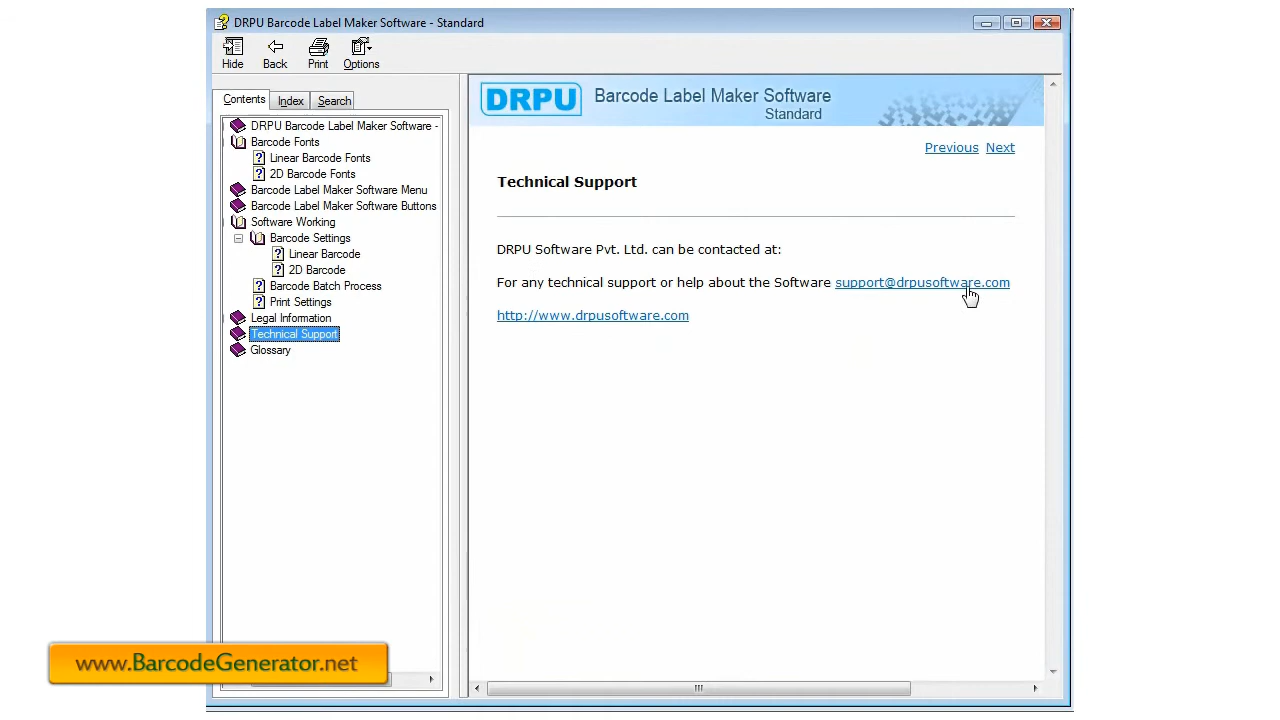 DRPU Barcode Label Maker Software - Standard
Hide Back Print Options
Contents Index Search
DRPU Barcode Label Maker Software -
Barcode Fonts
Linear Barcode Fonts
2D Barcode Fonts
Barcode Label Maker Software Menu
Barcode Label Maker Software Buttons
Software Working
Barcode Settings
Linear Barcode
2D Barcode
Barcode Batch Process
Print Settings
Legal Information
Technical Support
Glossary
DRPU Barcode Label Maker Software
Standard
Previous Next
Technical Support
DRPU Software Pvt. Ltd. can be contacted at:
For any technical support or help about the Software support@drpusoftware.com
http://www.drpusoftware.com
www.BarcodeGenerator.net